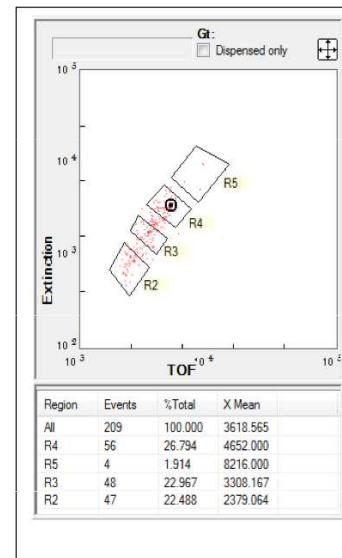 Gt:
Dispensed only
10 5
10 4
10 3
10 2
Extinction
R5
R4
R3
R2
10 3
10 4
10 5
TOF
Region Events %Total X Mean
All 209 100.000 3618.565
R4 56 26.794 4652.000
R5 4 1.914 8216.000
R3 48 22.967 3308.167
R2 47 22.488 2379.064